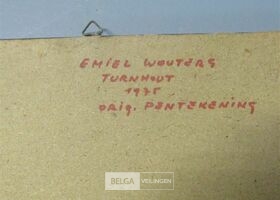 EMIEL WOUTERS
TURNHOUT
1975
ORIG. PENTEKENING
BELGA VEILINGEN